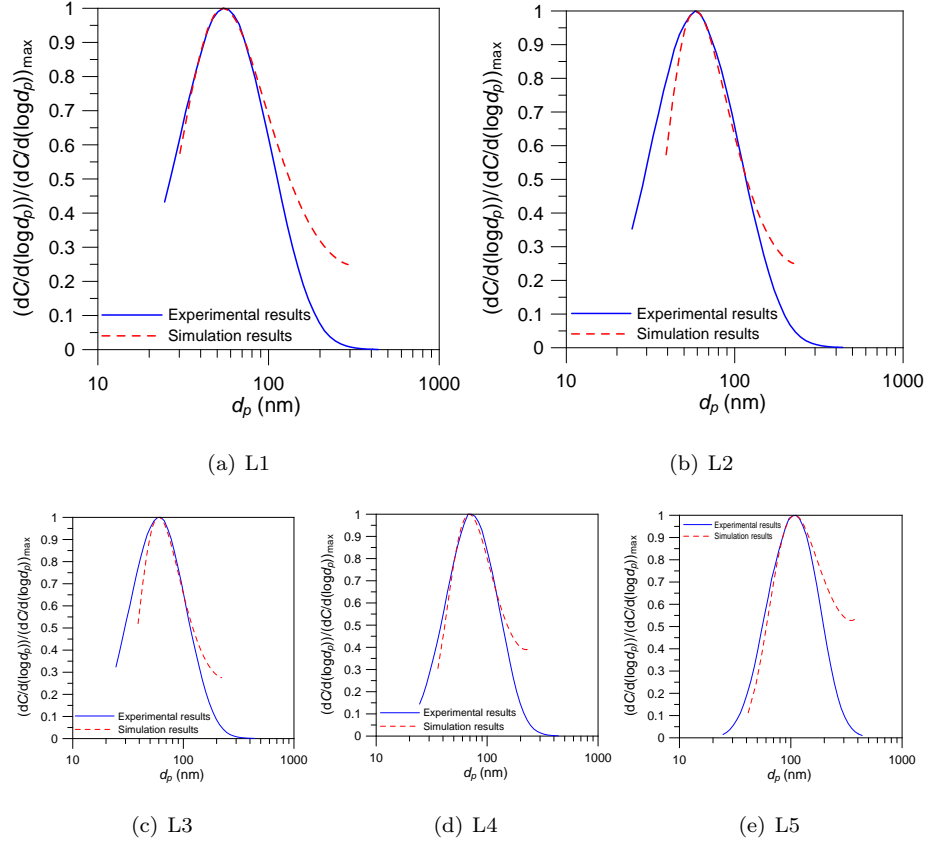 (dC/d(logdp))/(dC/d(logdp))max
1
0.9
0.8
0.7
0.6
0.5
0.4
0.3
0.2
0.1
0
Experimental results
Simulation results
10 100 1000
dp (nm)
(a) L1
(dC/d(logdp))/(dC/d(logdp))max
1
0.9
0.8
0.7
0.6
0.5
0.4
0.3
0.2
0.1
0
Experimental results
Simulation results
10 100 1000
dp (nm)
(b) L2
(dC/d(logdp))/(dC/d(logdp))max
1
0.9
0.8
0.7
0.6
0.5
0.4
0.3
0.2
0.1
0
Experimental results
Simulation results
10 100 1000
dp (nm)
(c) L3
(dC/d(logdp))/(dC/d(logdp))max
1
0.9
0.8
0.7
0.6
0.5
0.4
0.3
0.2
0.1
0
Experimental results
Simulation results
10 100 1000
dp (nm)
(d) L4
(dC/d(logdp))/(dC/d(logdp))max
1
0.9
0.8
0.7
0.6
0.5
0.4
0.3
0.2
0.1
0
Experimental results
Simulation results
10 100 1000
dp (nm)
(e) L5